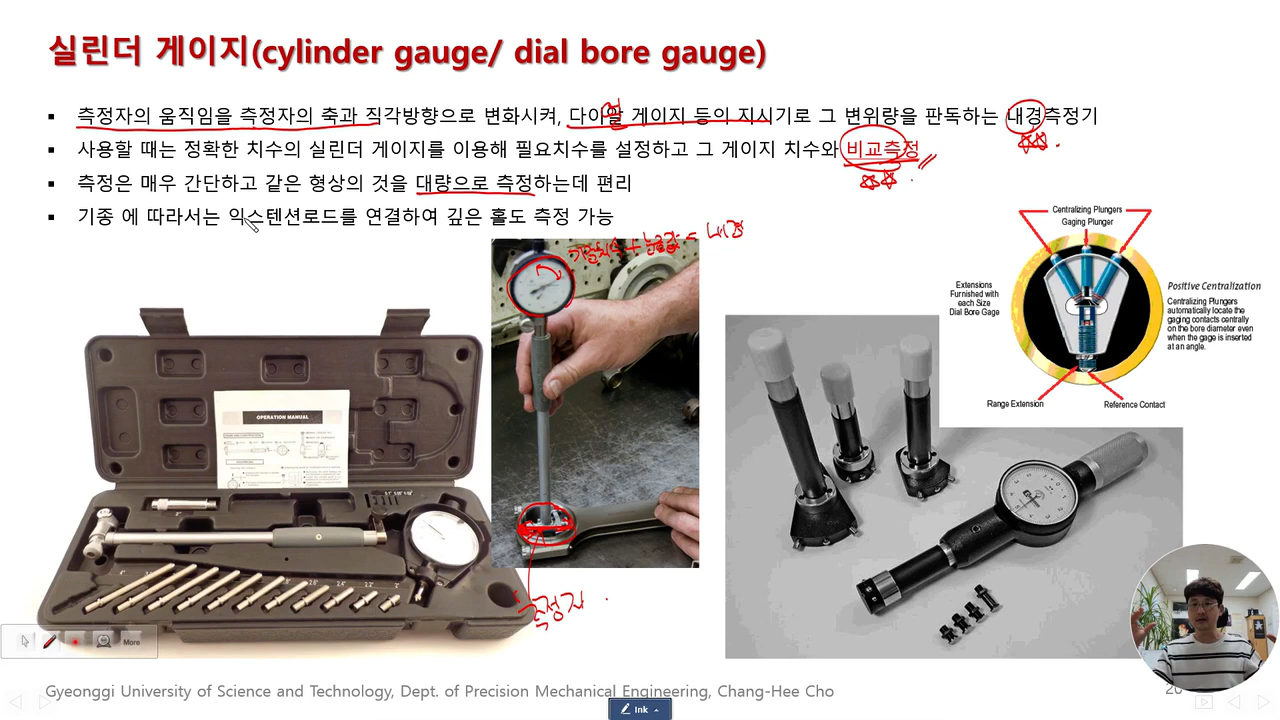 실린더 게이지(cylinder gauge/ dial bore gauge)
▪ 측정자의 움직임을 측정자의 축과 직각방향으로 변화시켜, 다이알 게이지 등의 지시기로 그 변위량을 판독하는 내경측정기
▪ 사용할 때는 정확한 치수의 실린더 게이지를 이용해 필요치수를 설정하고 그 게이지 치수와 비교측정
▪ 측정은 매우 간단하고 같은 형상의 것을 대량으로 측정하는데 편리
▪ 기종 에 따라서는 익스텐션로드를 연결하여 깊은 홀도 측정 가능
Centralizing Plungers
Gaging Plunger
Extensions
Furnished with
each Size
Dial Bore Gage
Positive Centralization
Centralizing Plungers
automatically locate the
gaging contacts centrally
on the bore diameter even
when the gage is inserted
at an angle.
Range Extension
Reference Contact
OPERATION MANUAL
측정자
More
Gyeonggi University of Science and Technology, Dept. of Precision Mechanical Engineering, Chang-Hee Cho
Ink